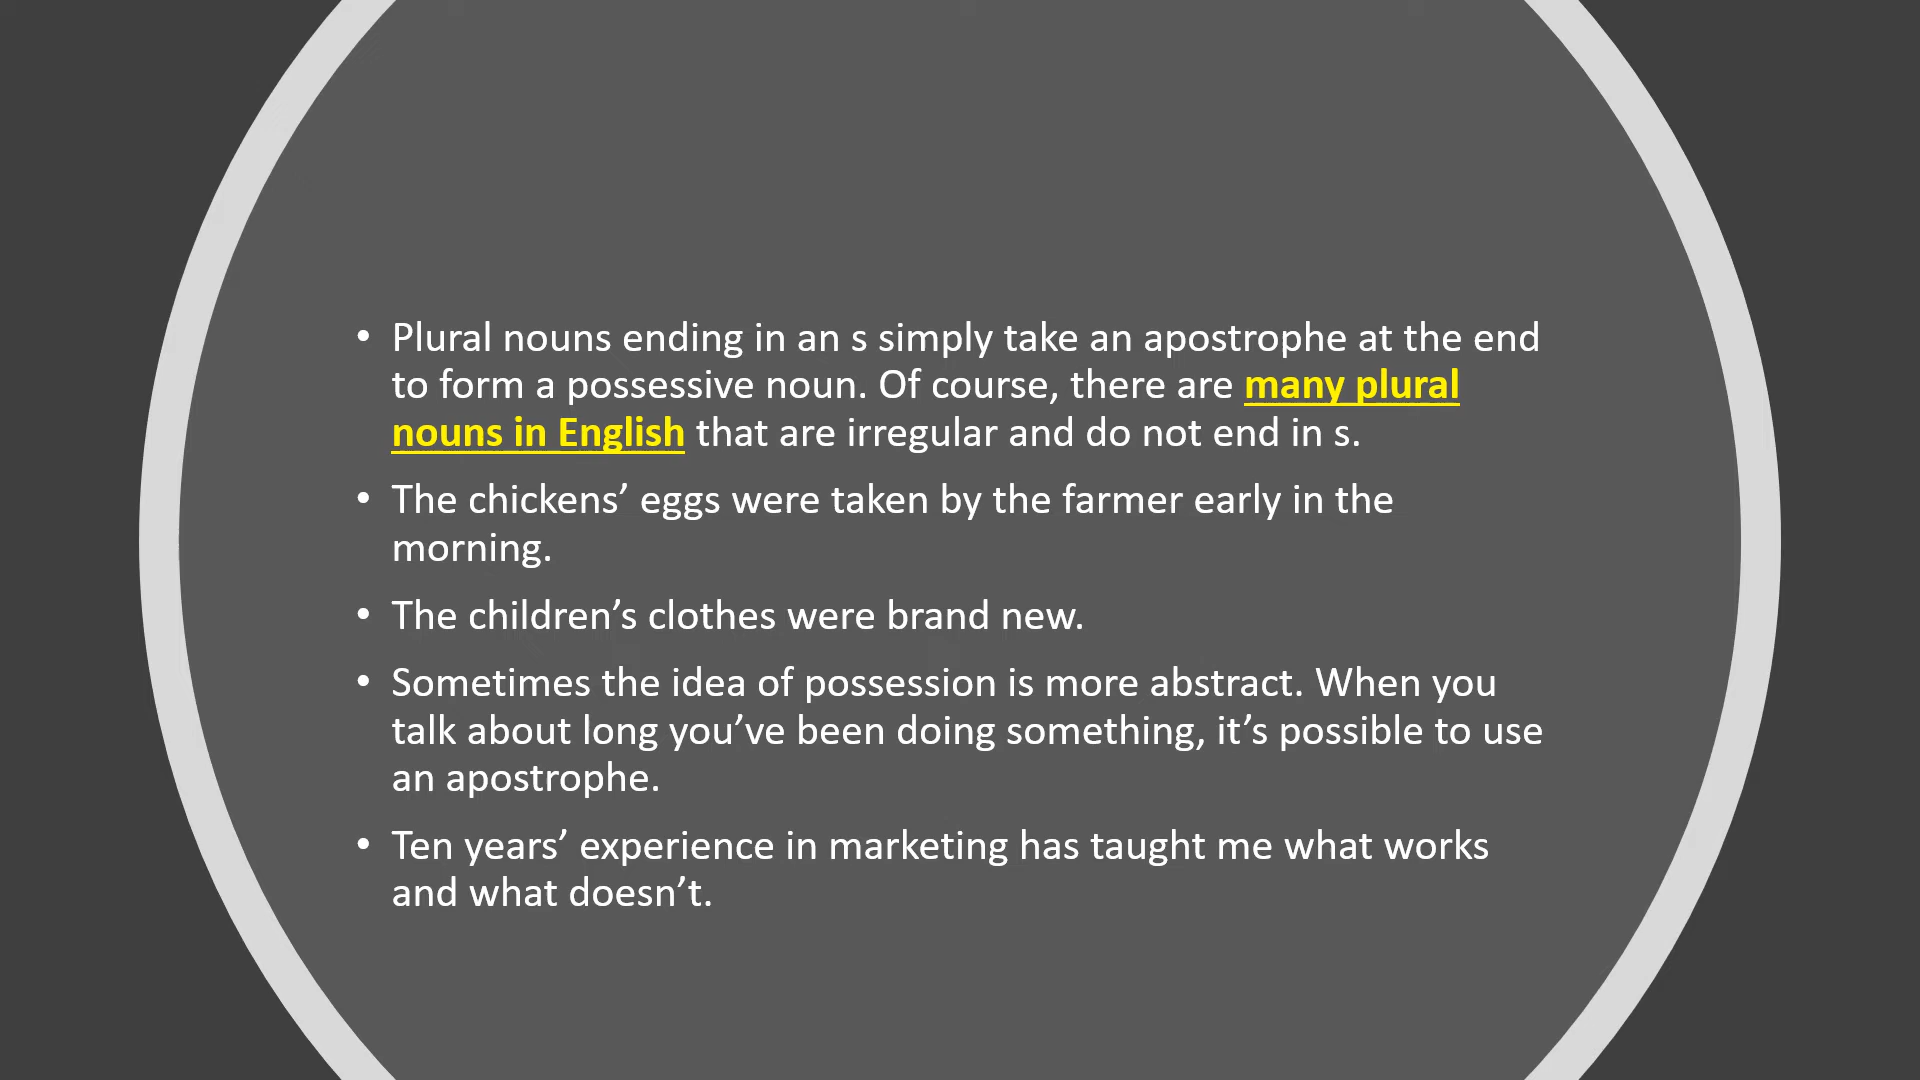 • Plural nouns ending in an s simply take an apostrophe at the end
to form a possessive noun. Of course, there are many plural
nouns in English that are irregular and do not end in s.
• The chickens’ eggs were taken by the farmer early in the
morning.
• The children’s clothes were brand new.
• Sometimes the idea of possession is more abstract. When you
talk about long you’ve been doing something, it’s possible to use
an apostrophe.
• Ten years’ experience in marketing has taught me what works
and what doesn’t.